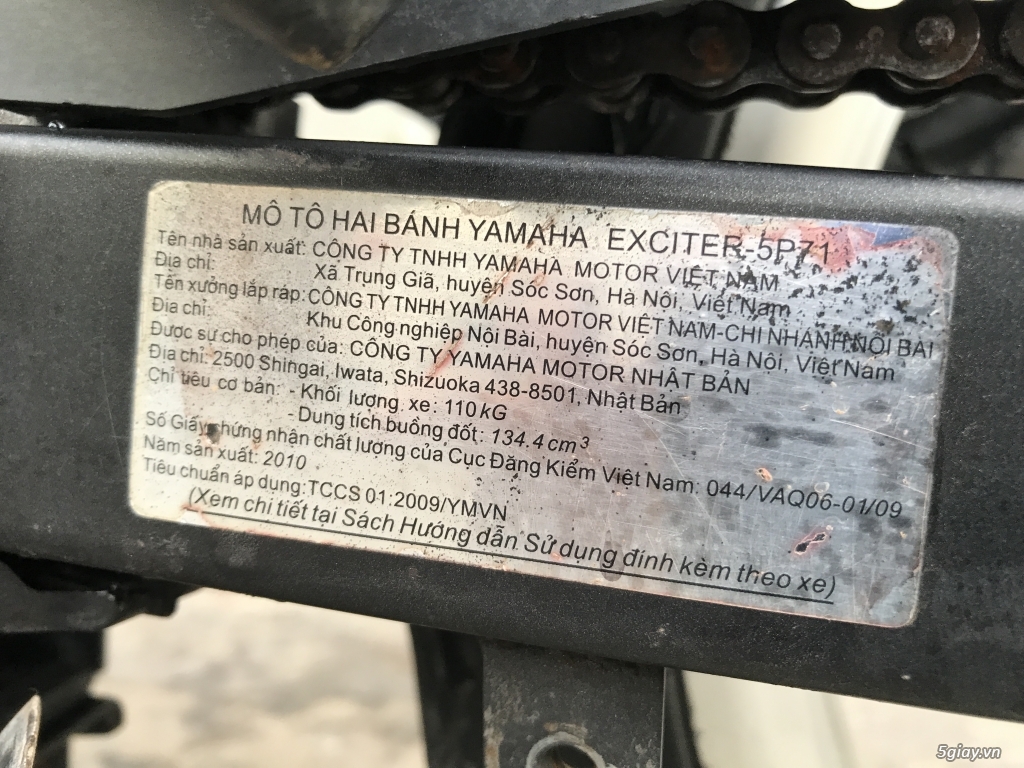 MÔ TÔ HAI BÁNH YAMAHA EXCITER-5P71
Tên nhà sản xuất: CÔNG TY TNHH YAMAHA MOTOR VIỆT NAM
Địa chỉ: Xã Trung Giã, huyện Sóc Sơn, Hà Nội, Việt Nam
Tên xưởng lắp ráp: CÔNG TY TNHH YAMAHA MOTOR VIỆT NAM-CHI NHÁNH NỘI BÀI
Địa chỉ: Khu Công nghiệp Nội Bài, huyện Sóc Sơn, Hà Nội, Việt Nam
Được sự cho phép của: CÔNG TY YAMAHA MOTOR NHẬT BẢN
Địa chỉ: 2500 Shingai, Iwata, Shizuoka 438-8501, Nhật Bản
Chỉ tiêu cơ bản: - Khối lượng xe: 110kG
- Dung tích buồng đốt: 134.4 cm³
Số Giấy chứng nhận chất lượng của Cục Đăng Kiểm Việt Nam: 044/VAQ06-01/09
Năm sản xuất: 2010
Tiêu chuẩn áp dụng: TCCS 01:2009/YMVN
(Xem chi tiết tại Sách Hướng dẫn Sử dụng đính kèm theo xe)
5giay.vn